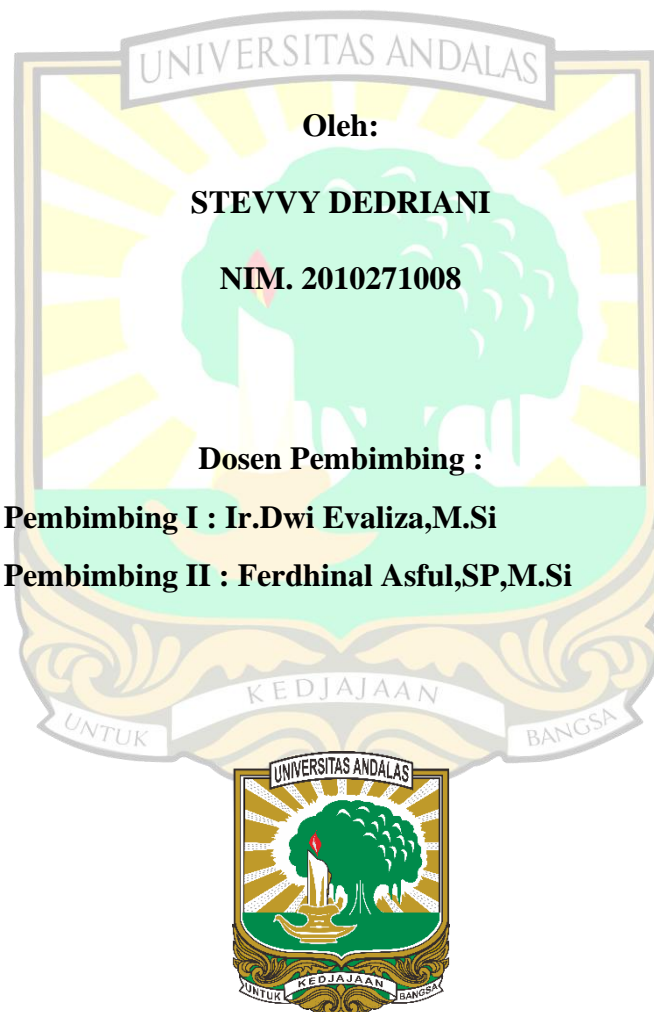 UNIVERSITAS ANDALAS
Oleh:
STEVVY DEDRIANI
NIM. 2010271008
Dosen Pembimbing :
Pembimbing I : Ir.Dwi Evaliza,M.Si
Pembimbing II : Ferdhinal Asful,SP,M.Si
UNTUK KEDJAJAAN BANGSA
UNIVERSITAS ANDALAS
UNTUK KEDJAJAAN BANGSA